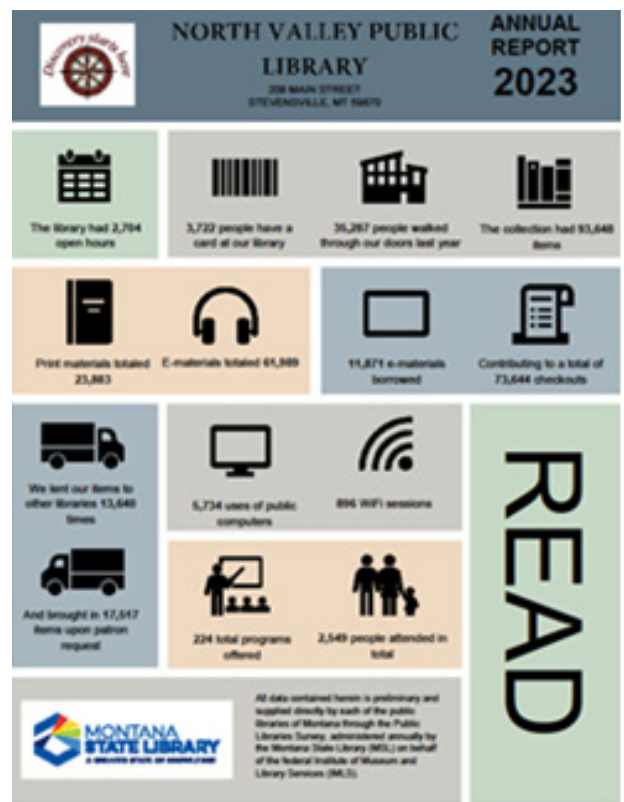 Discovery starts here
NORTH VALLEY PUBLIC
LIBRARY
208 MAIN STREET
STEVENSVILLE, MT 59870
ANNUAL
REPORT
2023
The library had 2,704
open hours
3,722 people have a
card at our library
35,287 people walked
through our doors last year
The collection had 93,648
items
Print materials totaled
23,883
E-materials totaled 61,989
11,871 e-materials
borrowed
Contributing to a total of
73,644 checkouts
We lent our items to
other libraries 13,640
times
5,734 uses of public
computers
896 WiFi sessions
READ
And brought in 17,517
items upon patron
request
224 total programs
offered
2,549 people attended in
total
MONTANA
STATE LIBRARY
All data contained herein is preliminary and
supplied directly by each of the public
libraries of Montana through the Public
Libraries Survey, administered annually by
the Montana State Library (MSL) on behalf
of the federal Institute of Museum and
Library Services (IMLS).